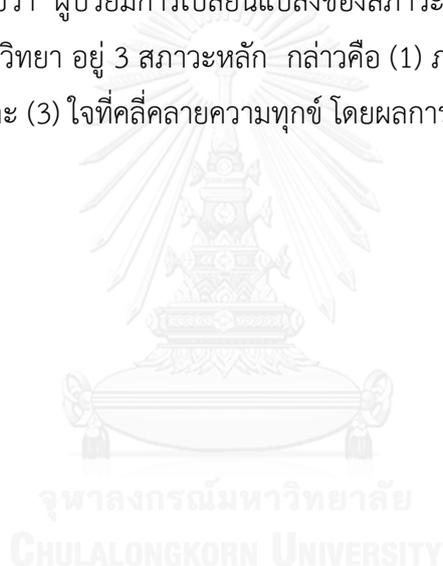 ผู้ป่วยมีการเปลี่ยนแปลงของสภาวะ
วิทยา อยู่ 3 สภาวะหลัก กล่าวคือ (1)
(3) ใจที่คลี่คลายความทุกข์ โดยผลการ
จุฬาลงกรณ์มหาวิทยาลัย
CHULALONGKORN UNIVERSITY